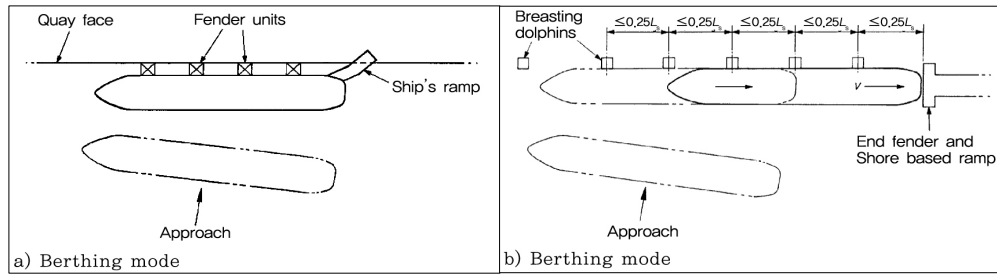 Quay face
Fender units
Ship's ramp
Approach
a) Berthing mode
≤0,25Lₛ ≤0,25Lₛ ≤0,25Lₛ ≤0,25Lₛ ≤0,25Lₛ
Breasting
dolphins
v
End fender and
Shore based ramp
Approach
b) Berthing mode